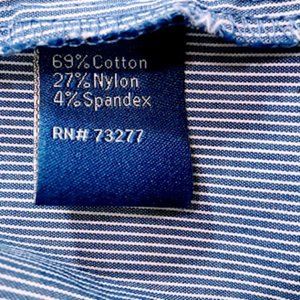 69% Cotton
27% Nylon
4% Spandex
RN# 73277